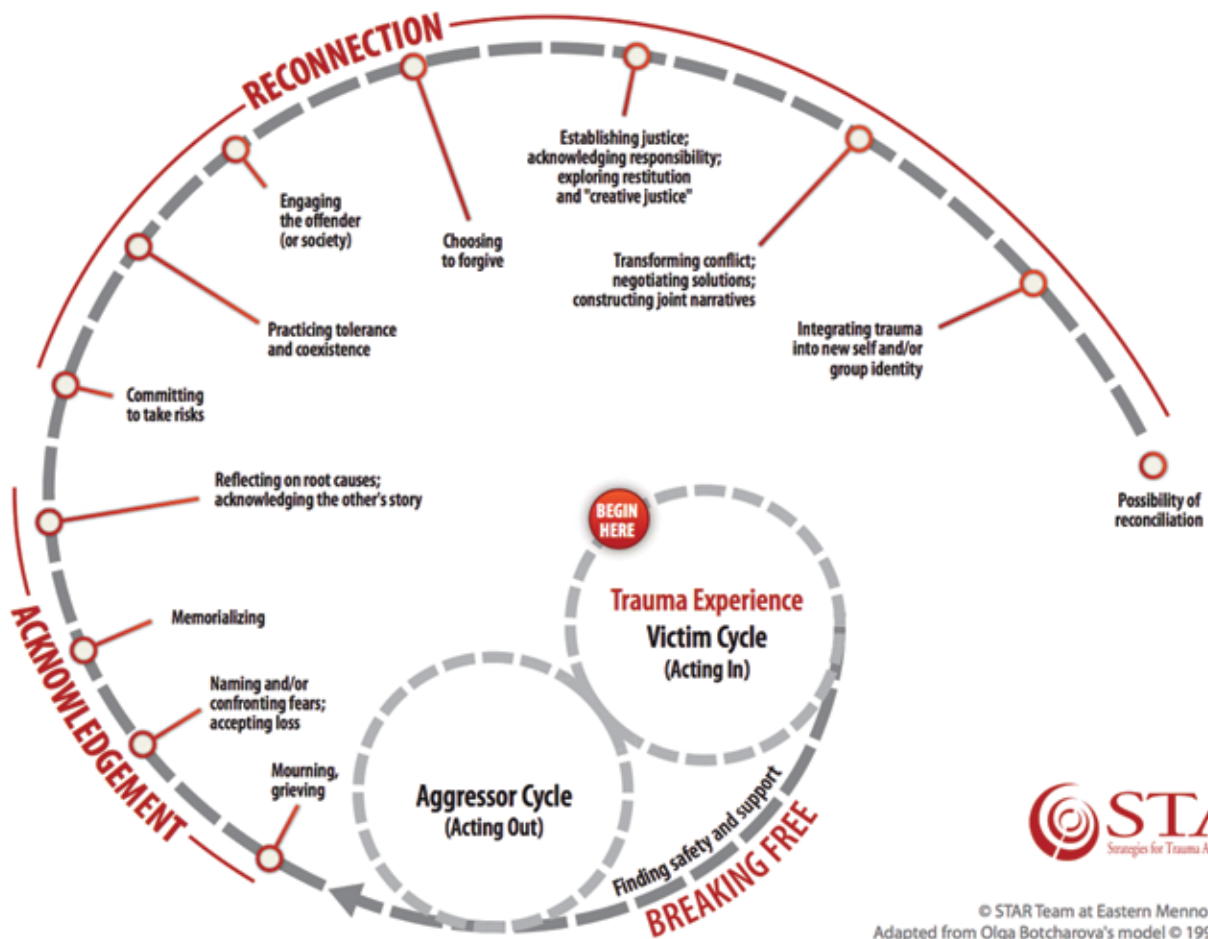 RECONNECTION
Establishing justice;
acknowledging responsibility;
exploring restitution
and "creative justice"
Engaging
the offender
(or society)
Choosing
to forgive
Transforming conflict;
negotiating solutions;
constructing joint narratives
Practicing tolerance
and coexistence
Integrating trauma
into new self and/or
group identity
Committing
to take risks
Reflecting on root causes;
acknowledging the other's story
BEGIN
HERE
Possibility of
reconciliation
Trauma Experience
Victim Cycle
(Acting In)
ACKNOWLEDGEMENT
Memorializing
Naming and/or
confronting fears;
accepting loss
Mourning,
grieving
Aggressor Cycle
(Acting Out)
Finding safety and support
BREAKING FREE
STA
Strategies for Trauma A
© STAR Team at Eastern Menno
Adapted from Olga Botcharova's model © 199